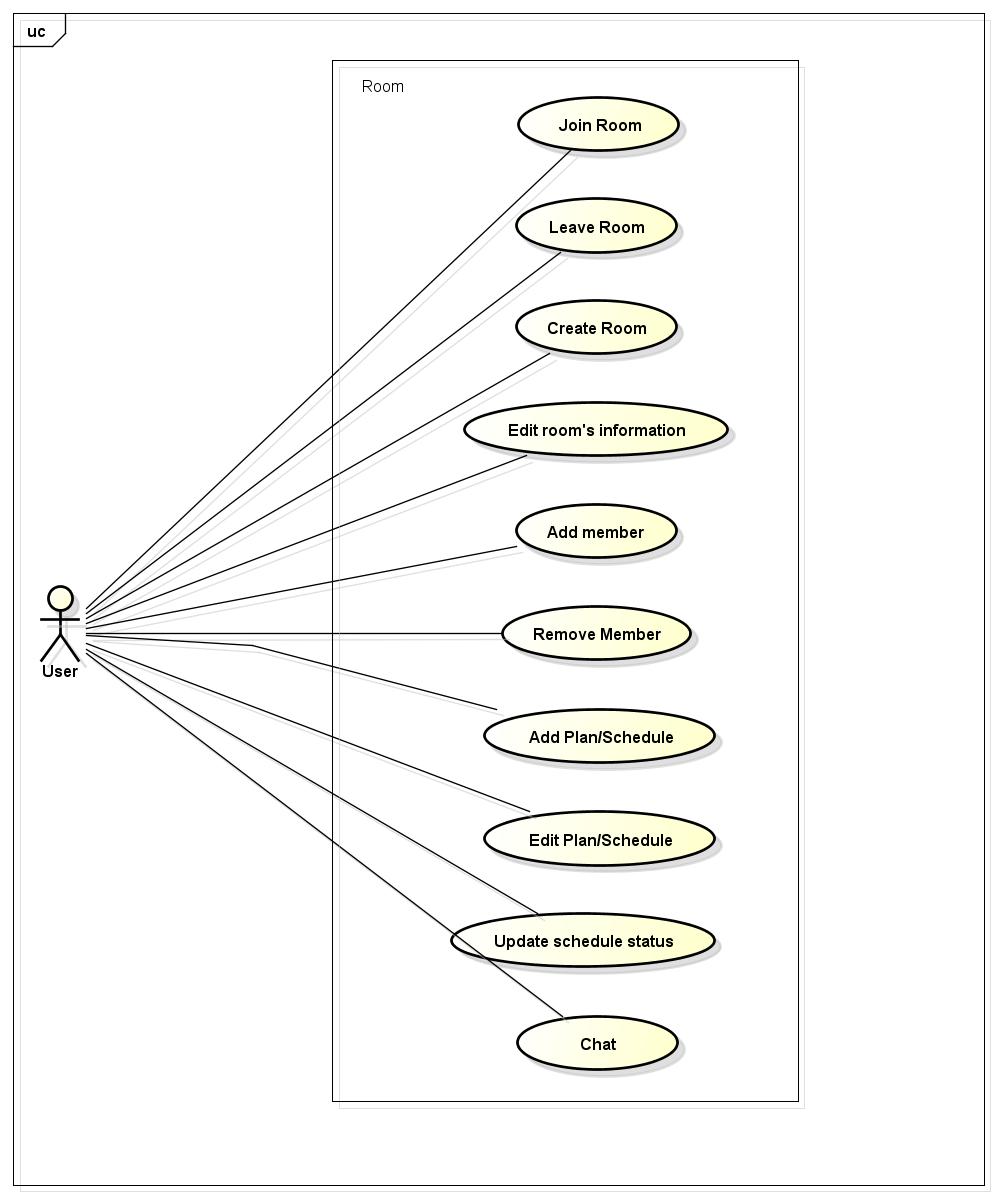 uc
Room
Join Room
Leave Room
Create Room
Edit room's information
Add member
Remove Member
User
Add Plan/Schedule
Edit Plan/Schedule
Update schedule status
Chat